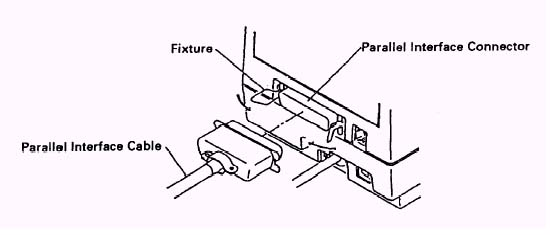 Fixture
Parallel Interface Connector
Parallel Interface Cable